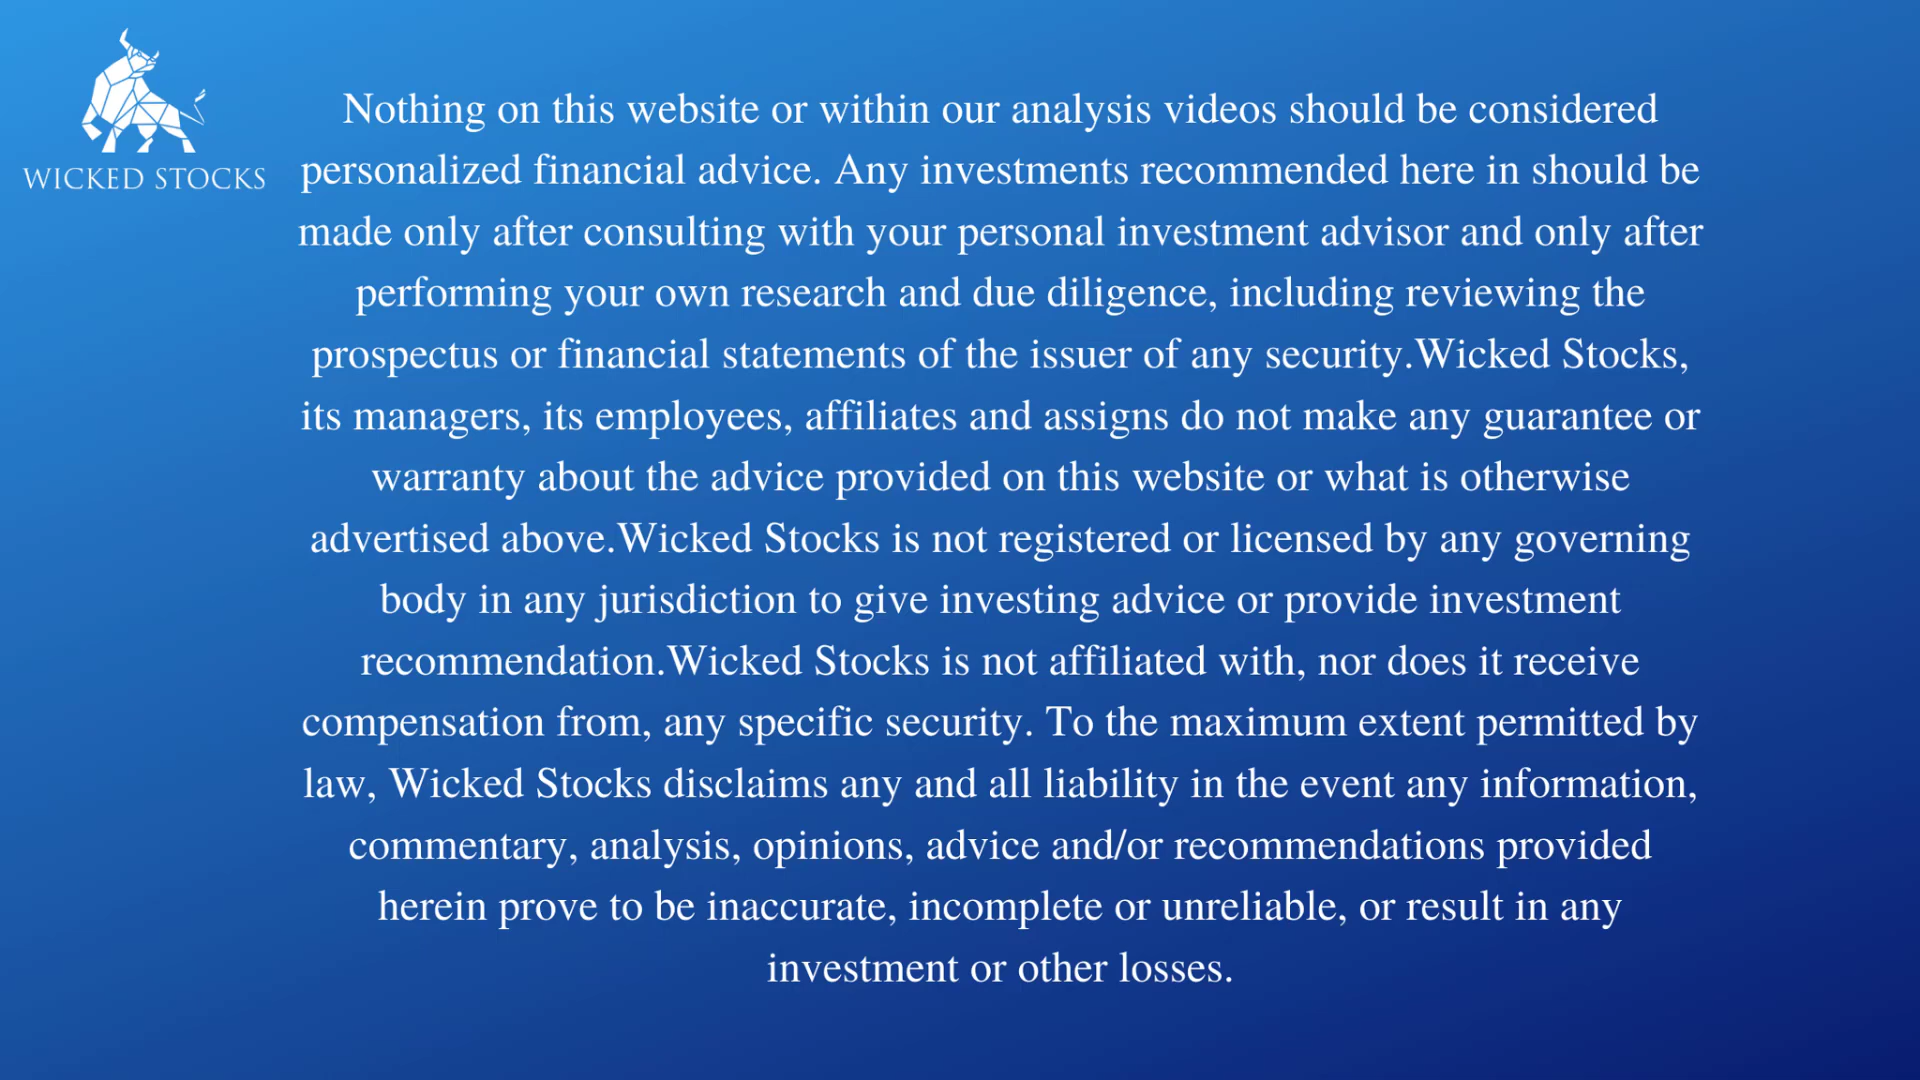 WICKED STOCKS
Nothing on this website or within our analysis videos should be considered
personalized financial advice. Any investments recommended here in should be
made only after consulting with your personal investment advisor and only after
performing your own research and due diligence, including reviewing the
prospectus or financial statements of the issuer of any security.Wicked Stocks,
its managers, its employees, affiliates and assigns do not make any guarantee or
warranty about the advice provided on this website or what is otherwise
advertised above.Wicked Stocks is not registered or licensed by any governing
body in any jurisdiction to give investing advice or provide investment
recommendation.Wicked Stocks is not affiliated with, nor does it receive
compensation from, any specific security. To the maximum extent permitted by
law, Wicked Stocks disclaims any and all liability in the event any information,
commentary, analysis, opinions, advice and/or recommendations provided
herein prove to be inaccurate, incomplete or unreliable, or result in any
investment or other losses.